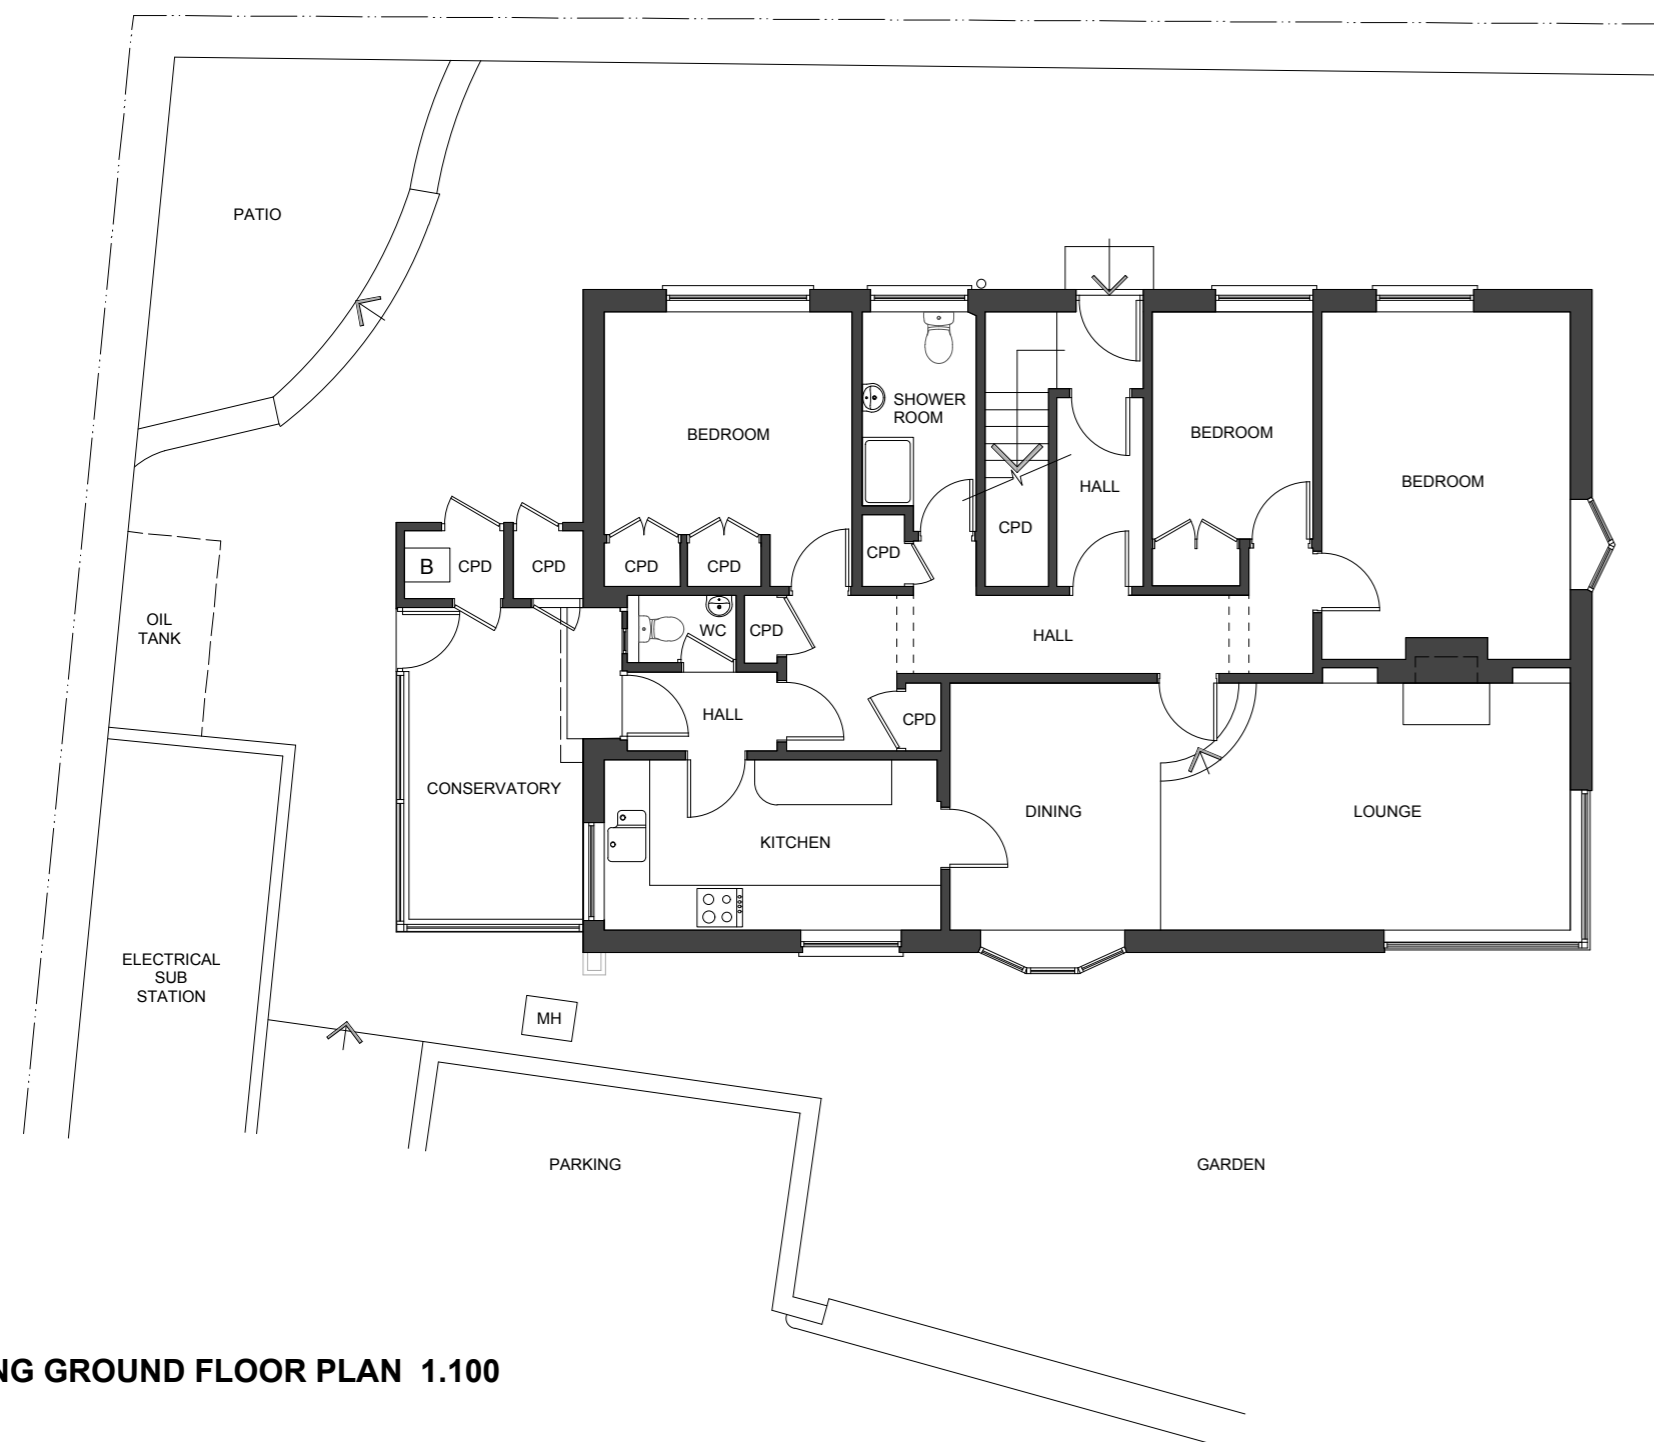 PATIO
BEDROOM
SHOWER
ROOM
BEDROOM
BEDROOM
HALL
CPD
CPD
B
CPD
CPD
CPD
CPD
OIL
TANK
WC
CPD
HALL
HALL
CPD
CONSERVATORY
KITCHEN
DINING
LOUNGE
ELECTRICAL
SUB
STATION
MH
PARKING
GARDEN
NG GROUND FLOOR PLAN 1.100